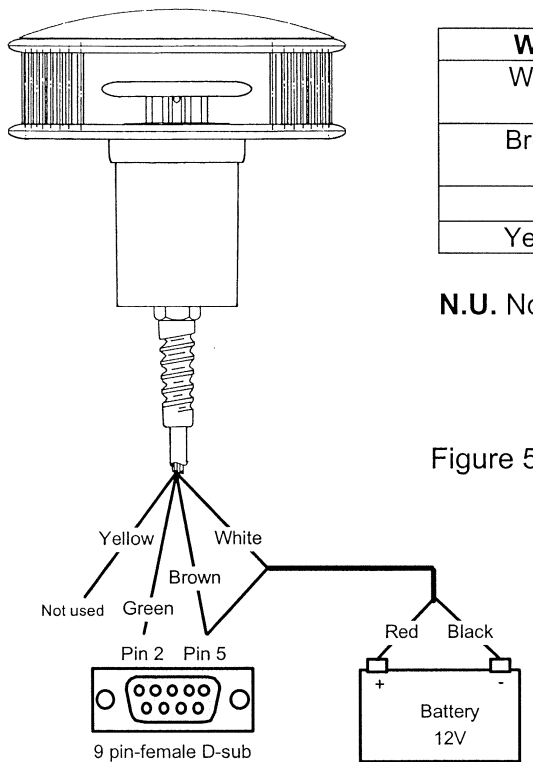 N.U.
Figure 5
Yellow
White
Brown
Not used
Green
Pin 2
Pin 5
Red
Black
+
-
Battery
12V
9 pin-female D-sub